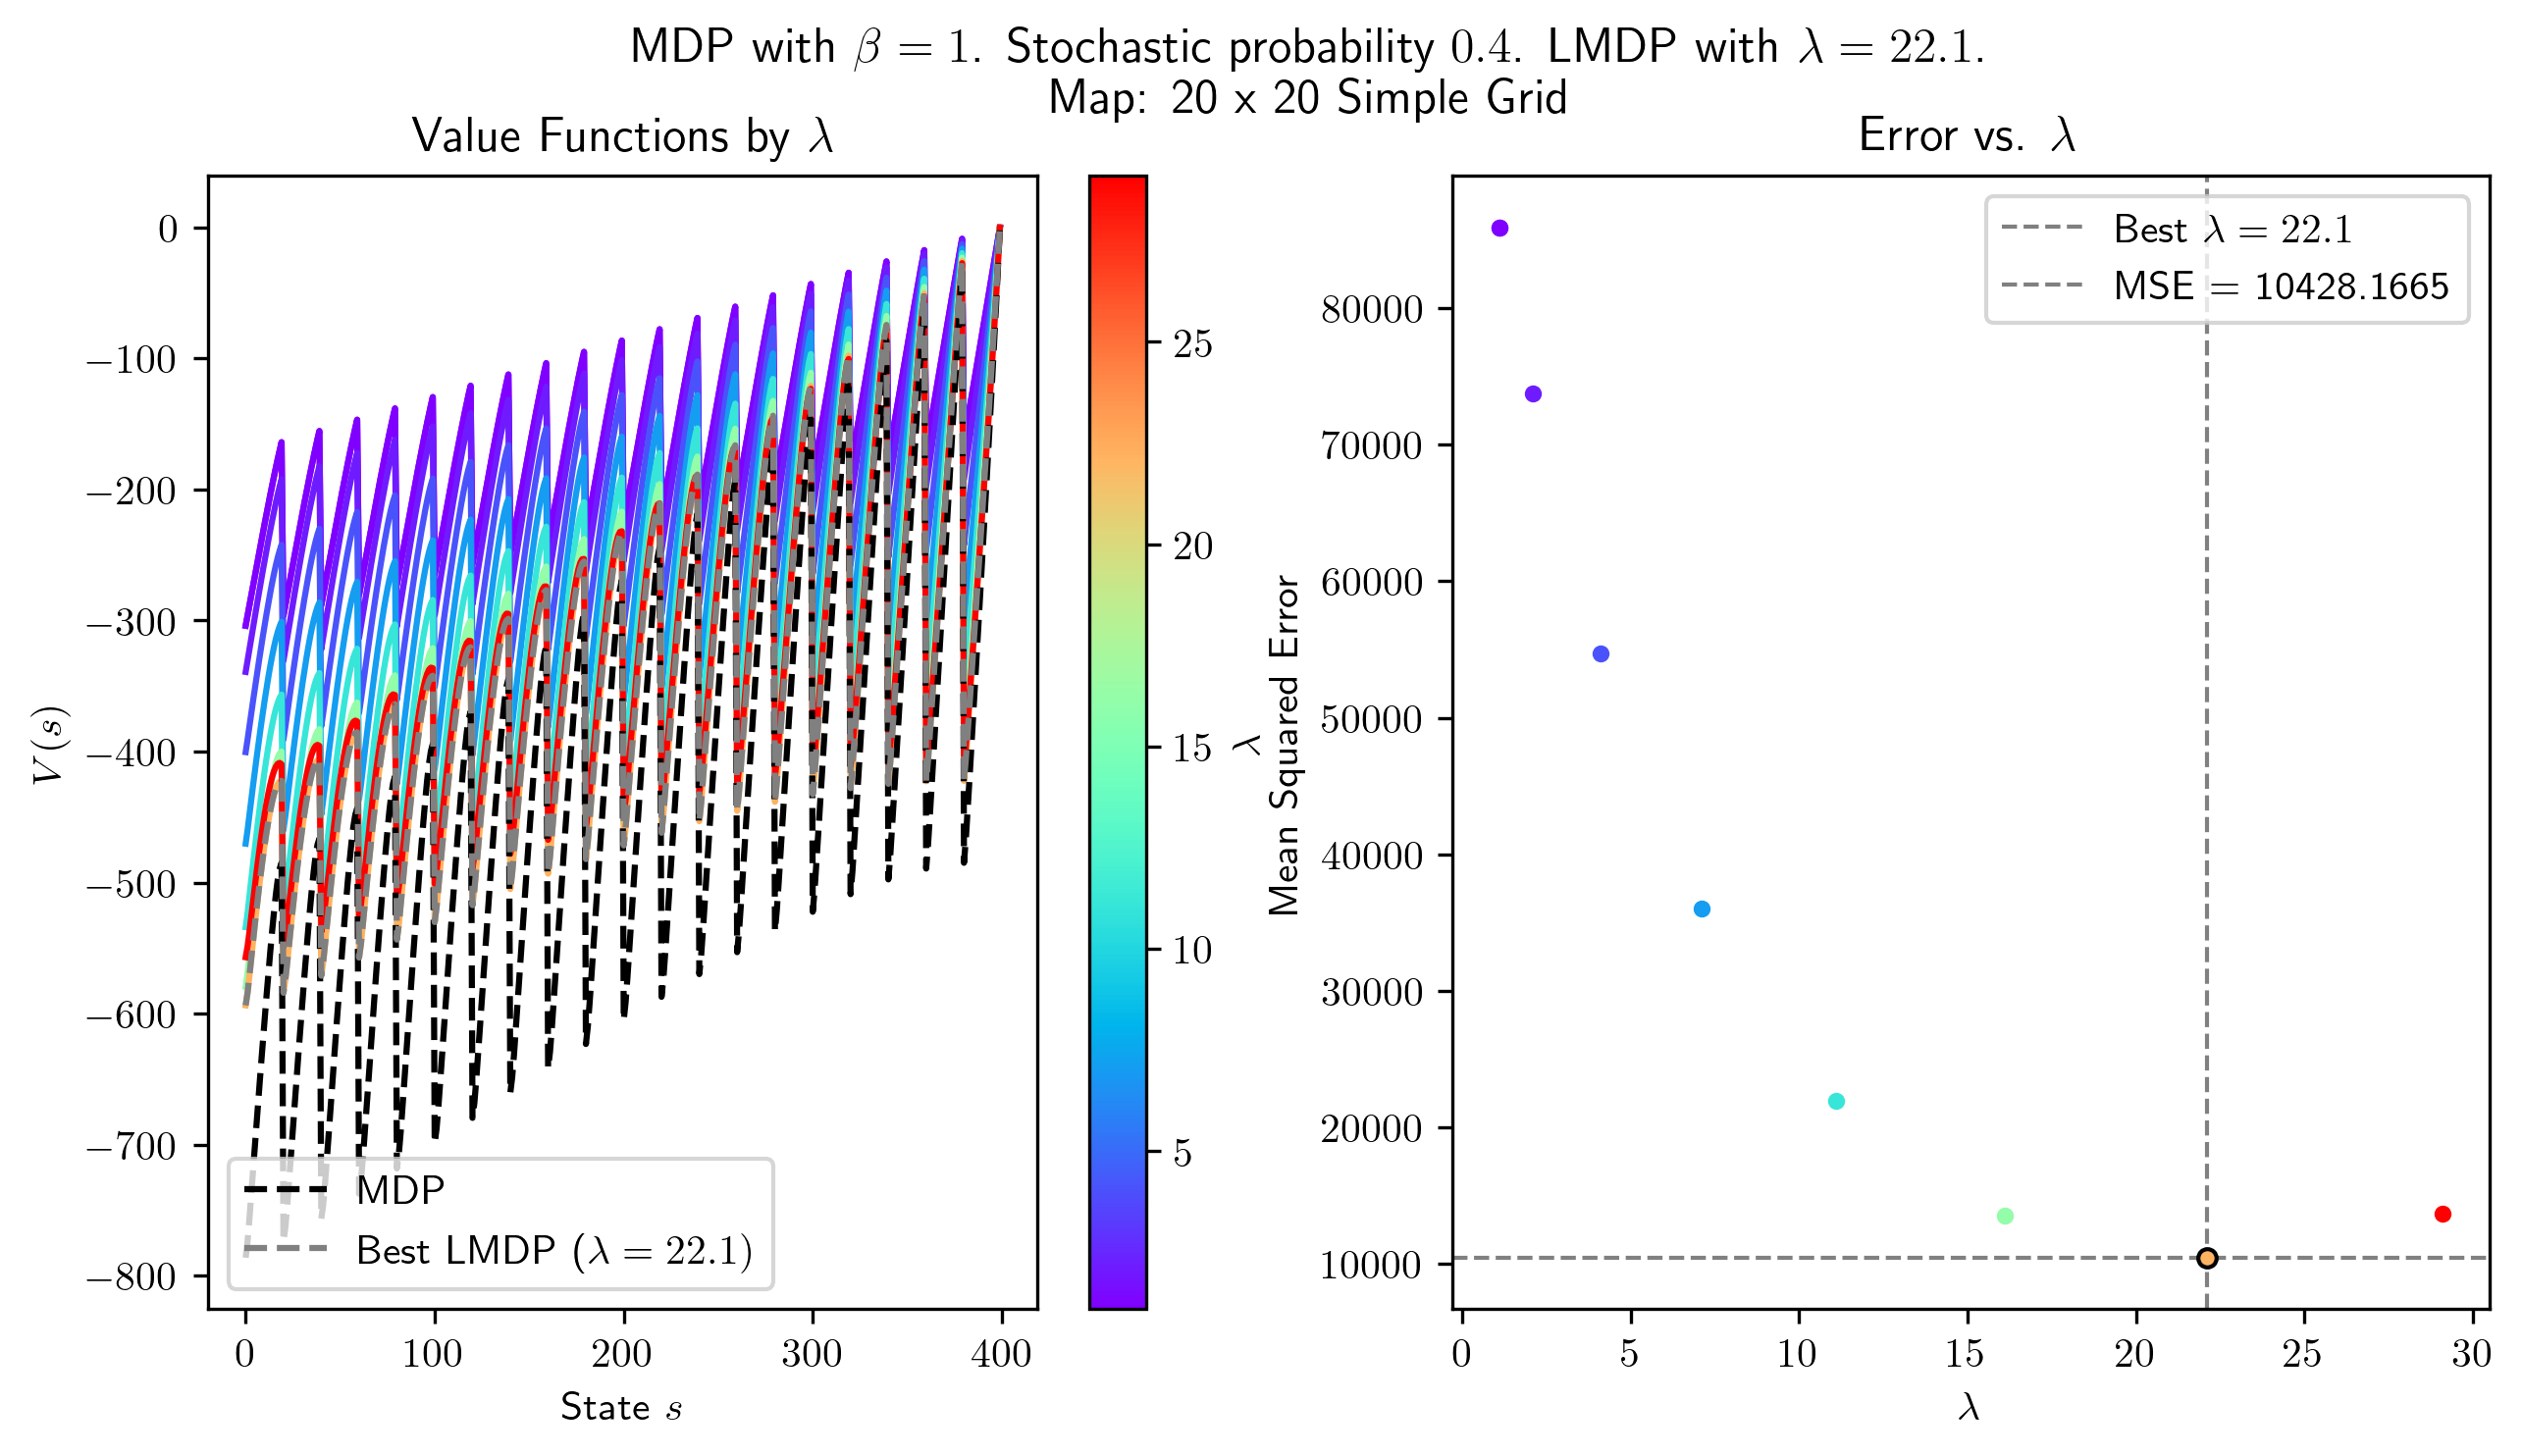 MDP with β = 1. Stochastic probability 0.4. LMDP with λ = 22.1.
Map: 20 x 20 Simple Grid
Value Functions by λ
0
−100
−200
−300
−400
−500
−600
−700
−800
V(s)
0
100
200
300
400
State s
MDP
Best LMDP (λ = 22.1)
25
20
15
10
5
λ
Error vs. λ
Best λ = 22.1
MSE = 10428.1665
80000
70000
60000
50000
40000
30000
20000
10000
Mean Squared Error
0
5
10
15
20
25
30
λ